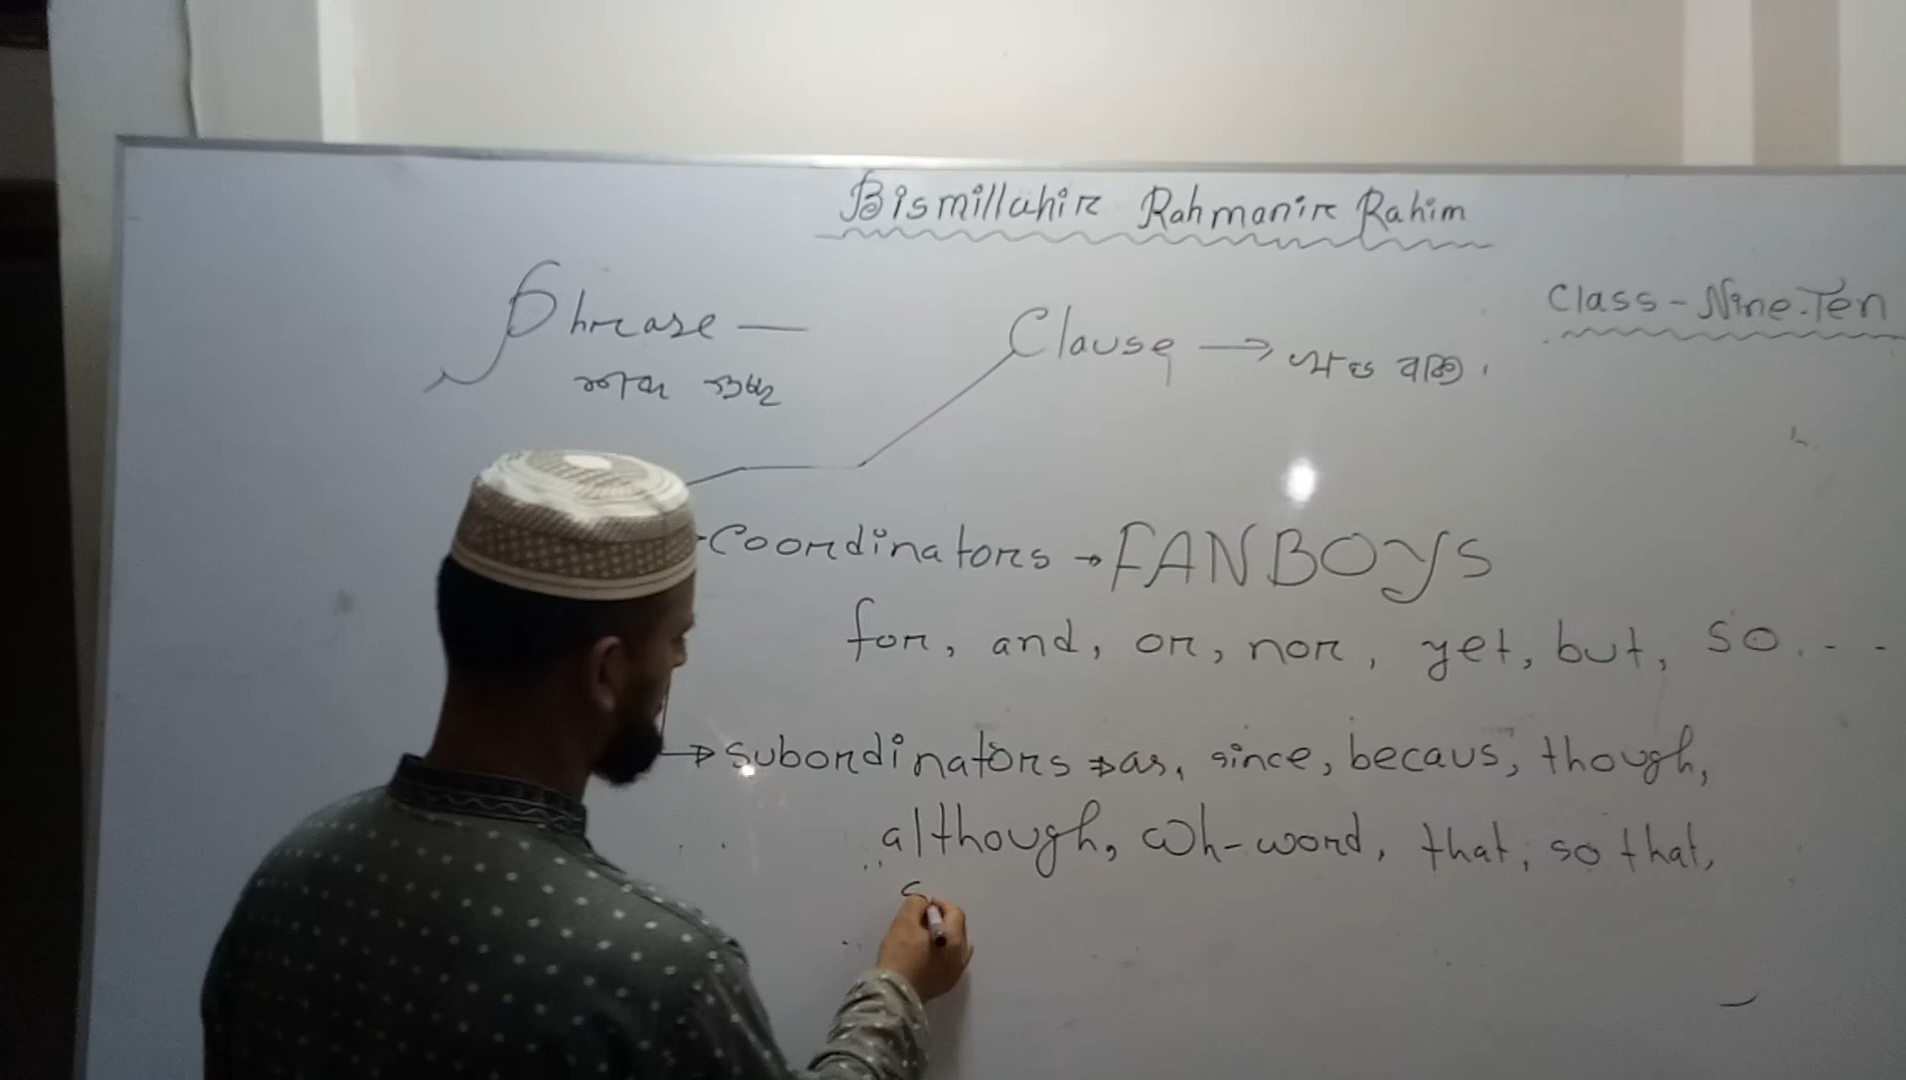 Bismillahir Rahmanir Rahim
Class - Nine-Ten
Phrase —
Clause →
Coordinators → FANBOYS
for, and, or, nor, yet, but, so. - -
→ Subordinators → as, since, becaus, though,
although, Wh-word, that, so that,